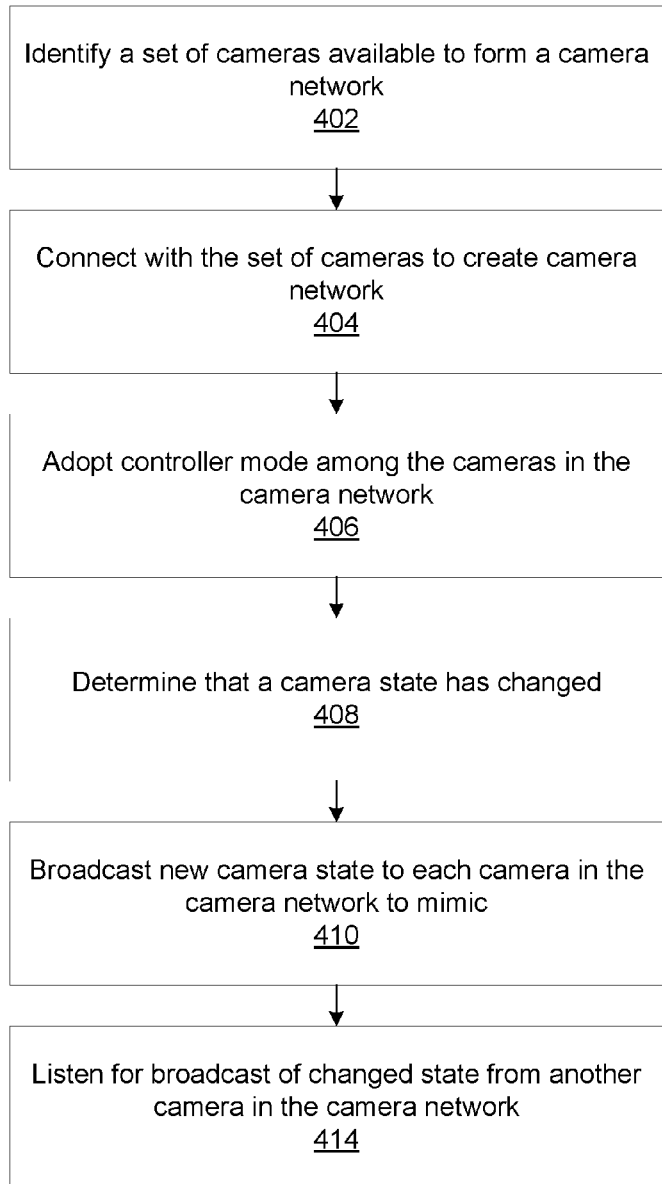 Identify a set of cameras available to form a camera
network
402
Connect with the set of cameras to create camera
network
404
Adopt controller mode among the cameras in the
camera network
406
Determine that a camera state has changed
408
Broadcast new camera state to each camera in the
camera network to mimic
410
Listen for broadcast of changed state from another
camera in the camera network
414